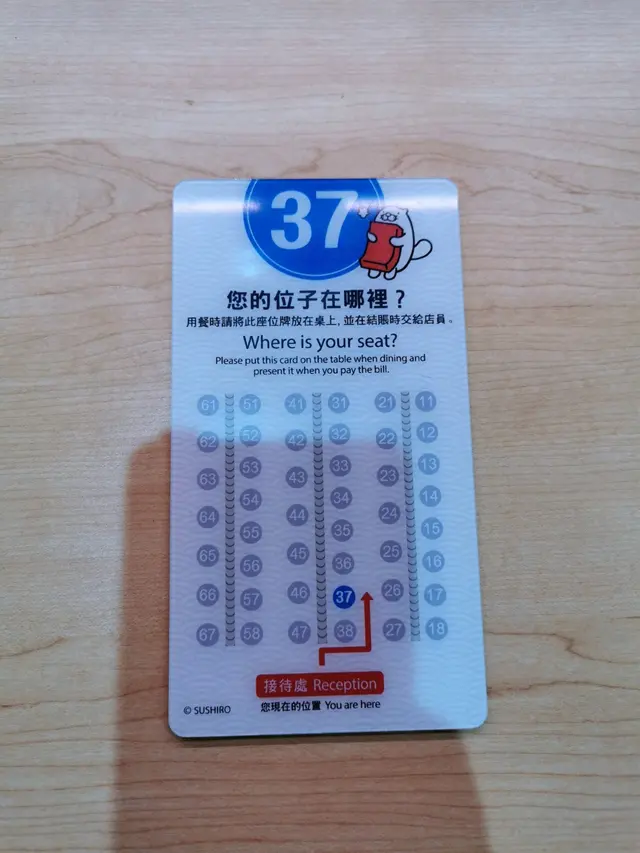 37
您的位子在哪裡？
用餐時請將此座位牌放在桌上，並在結賬時交給店員。
Where is your seat?
Please put this card on the table when dining and
present it when you pay the bill.
61 51 41 31 21 11
62 52 42 32 22 12
63 53 43 33 23 13
64 54 44 34 24 14
65 55 45 35 25 15
66 56 46 36 26 16
67 57 47 37 27 17
58 38 18
接待處 Reception
© SUSHIRO 您現在的位置 You are here